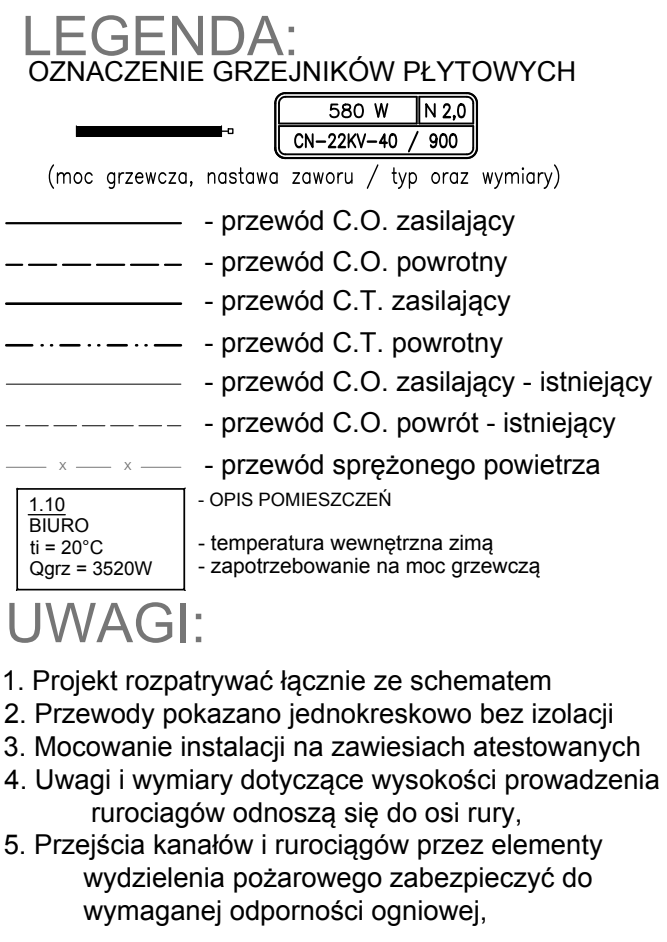 LEGENDA:
OZNACZENIE GRZEJNIKÓW PŁYTOWYCH
580 W N 2,0
CN-22KV-40 / 900
(moc grzewcza, nastawa zaworu / typ oraz wymiary)
- przewód C.O. zasilający
- przewód C.O. powrotny
- przewód C.T. zasilający
- przewód C.T. powrotny
- przewód C.O. zasilający - istniejący
- przewód C.O. powrót - istniejący
x x - przewód sprężonego powietrza
1.10 - OPIS POMIESZCZEŃ
BIURO
ti = 20°C - temperatura wewnętrzna zimą
Qgrz = 3520W - zapotrzebowanie na moc grzewczą
UWAGI:
1. Projekt rozpatrywać łącznie ze schematem
2. Przewody pokazano jednokreskowo bez izolacji
3. Mocowanie instalacji na zawiesiach atestowanych
4. Uwagi i wymiary dotyczące wysokości prowadzenia
rurociagów odnoszą się do osi rury,
5. Przejścia kanałów i rurociągów przez elementy
wydzielenia pożarowego zabezpieczyć do
wymaganej odporności ogniowej,